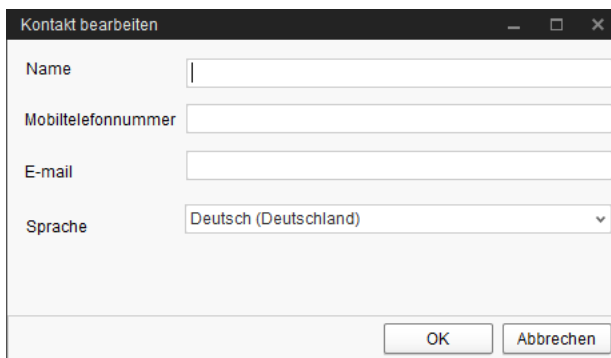 Kontakt bearbeiten
Name
Mobiltelefonnummer
E-mail
Sprache Deutsch (Deutschland)
OK Abbrechen